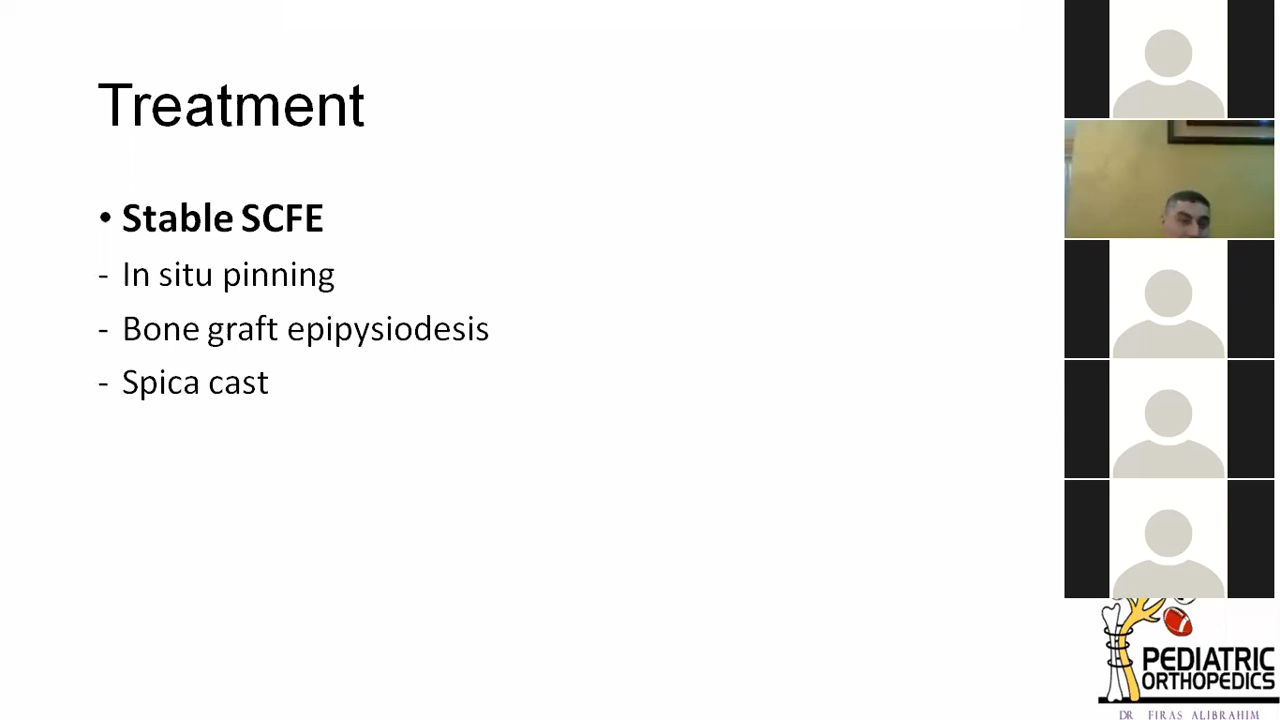 Treatment
• Stable SCFE
- In situ pinning
- Bone graft epipysiodesis
- Spica cast
PEDIATRIC
ORTHOPEDICS
DR FIRAS ALIBRAHIM